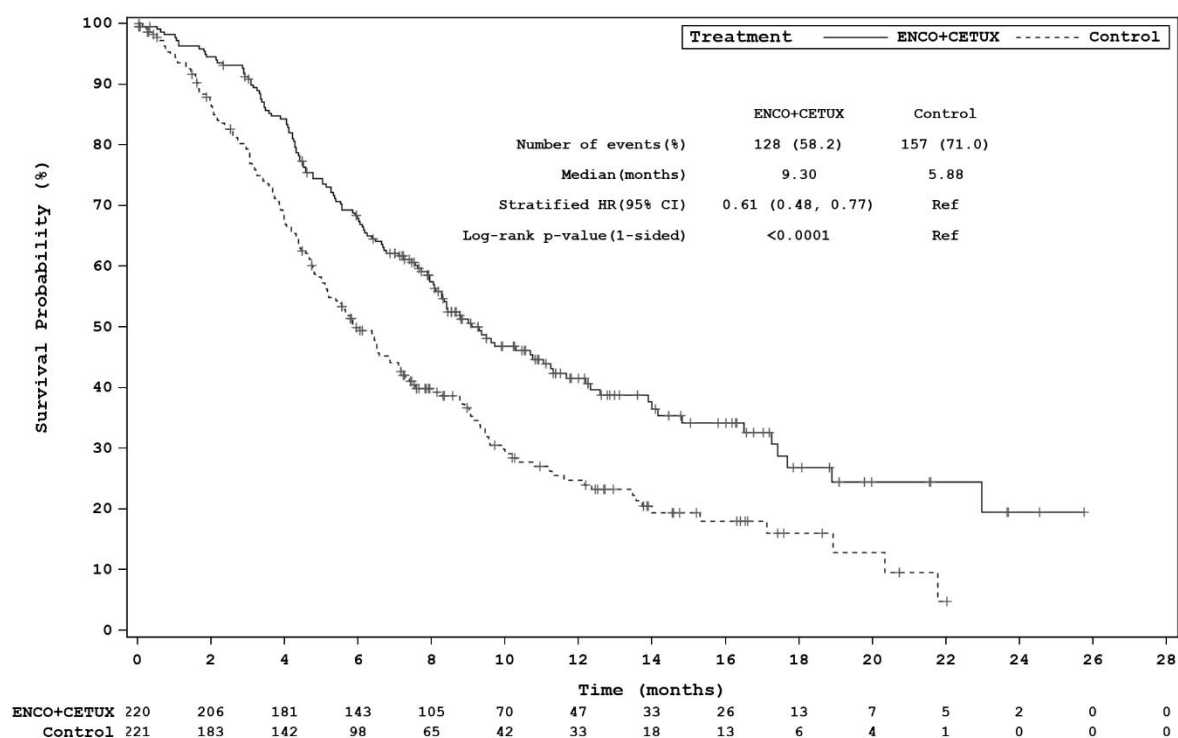 Treatment ENCO+CETUX Control
ENCO+CETUX Control
Number of events(%) 128 (58.2) 157 (71.0)
Median(months) 9.30 5.88
Stratified HR(95% CI) 0.61 (0.48, 0.77) Ref
Log-rank p-value(1-sided) <0.0001 Ref
Survival Probability (%)
100
90
80
70
60
50
40
30
20
10
0
0 2 4 6 8 10 12 14 16 18 20 22 24 26 28
Time (months)
ENCO+CETUX 220 206 181 143 105 70 47 33 26 13 7 5 2 0 0
Control 221 183 142 98 65 42 33 18 13 6 4 1 0 0 0